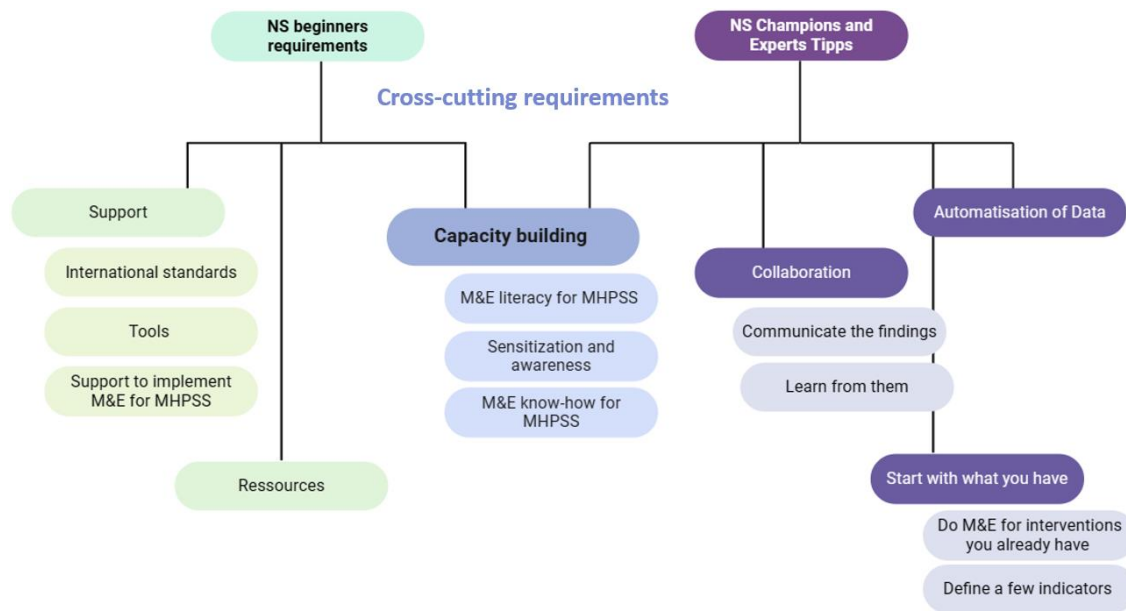 NS beginners
requirements
NS Champions and
Experts Tipps
Cross-cutting requirements
Support
International standards
Tools
Support to implement
M&E for MHPSS
Ressources
Capacity building
M&E literacy for MHPSS
Sensitization and
awareness
M&E know-how for
MHPSS
Collaboration
Communicate the findings
Learn from them
Automatisation of Data
Start with what you have
Do M&E for interventions
you already have
Define a few indicators